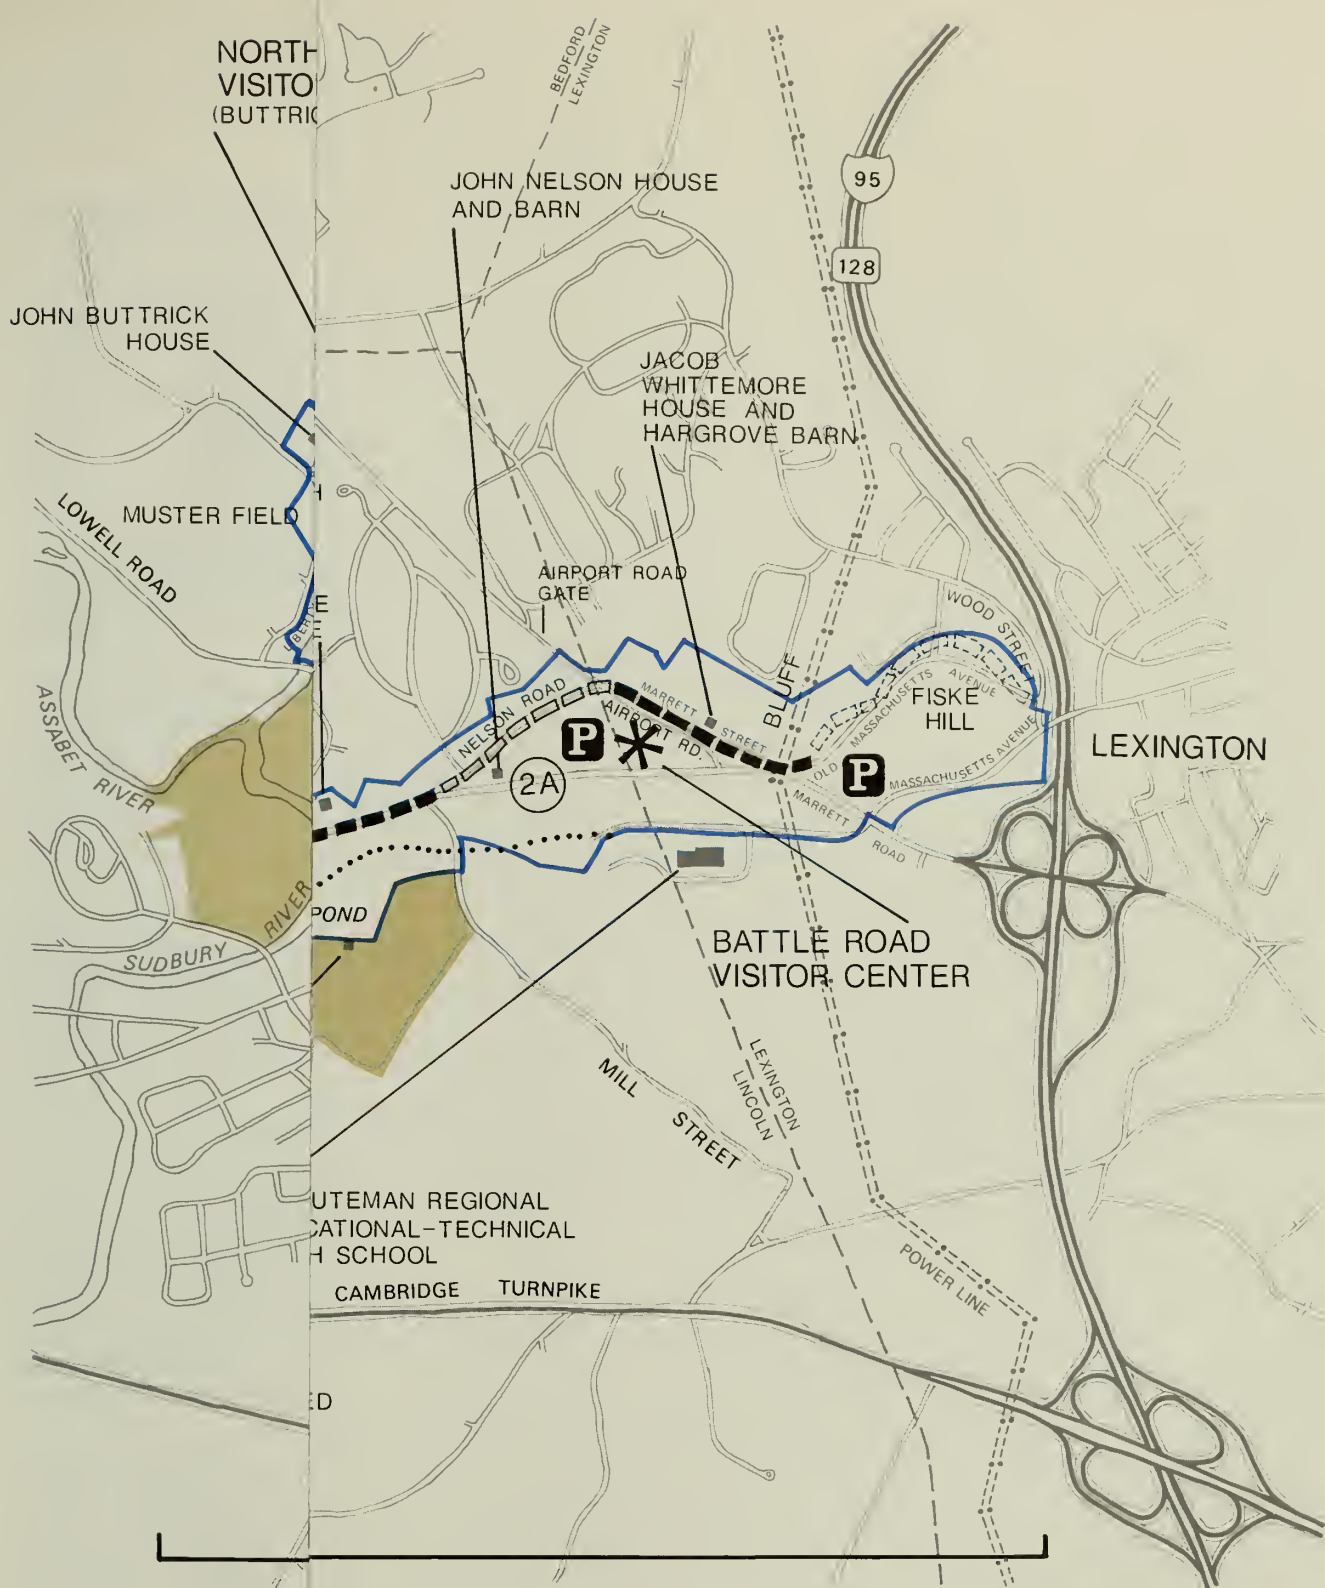 NORTH
VISITO
(BUTTRIC
BEDFORD
LEXINGTON
95
128
JOHN NELSON HOUSE
AND BARN
JOHN BUTTRICK
HOUSE
JACOB
WHITTEMORE
HOUSE AND
HARGROVE BARN
MUSTER FIELD
H
LOWELL ROAD
AIRPORT ROAD
GATE
E
E
WOOD STREET
ASSABET RIVER
NELSON ROAD
MARRETT
STREET
AIRPORT RD.
BLUFF
OLD MASSACHUSETTS AVENUE
FISKE
HILL
MASSACHUSETTS AVENUE
LEXINGTON
P
P
2A
MARRETT
ROAD
SUDBURY RIVER
POND
BATTLE ROAD
VISITOR CENTER
MILL
STREET
LEXINGTON
LINCOLN
UTEMAN REGIONAL
CATIONAL-TECHNICAL
H SCHOOL
POWER LINE
CAMBRIDGE TURNPIKE
ED